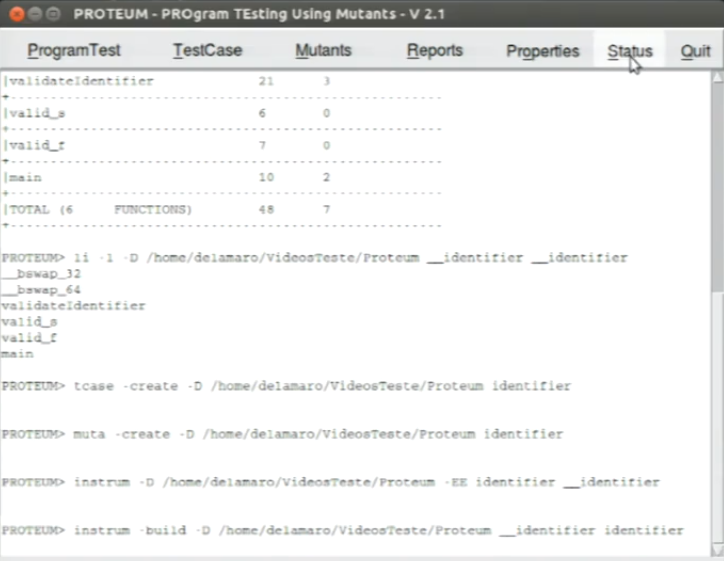 PROTEUM - PROgram TEsting Using Mutants - V 2.1
ProgramTest TestCase Mutants Reports Properties Status Quit
|validateIdentifier 21 3
+- - - - - - - - - - - - - - - - - - - - - - - - - - - - - - - -
|valid_s 6 0
+- - - - - - - - - - - - - - - - - - - - - - - - - - - - - - - -
|valid_f 7 0
+- - - - - - - - - - - - - - - - - - - - - - - - - - - - - - - -
|main 10 2
+- - - - - - - - - - - - - - - - - - - - - - - - - - - - - - - -
|TOTAL (6 FUNCTIONS) 48 7
+- - - - - - - - - - - - - - - - - - - - - - - - - - - - - - - -
PROTEUM> li -l -D /home/delamaro/VideosTeste/Proteum __identifier __identifier
__bswap_32
__bswap_64
validateIdentifier
valid_s
valid_f
main
PROTEUM> tcase -create -D /home/delamaro/VideosTeste/Proteum identifier
PROTEUM> muta -create -D /home/delamaro/VideosTeste/Proteum identifier
PROTEUM> instrum -D /home/delamaro/VideosTeste/Proteum -EE identifier __identifier
PROTEUM> instrum -build -D /home/delamaro/VideosTeste/Proteum __identifier identifier